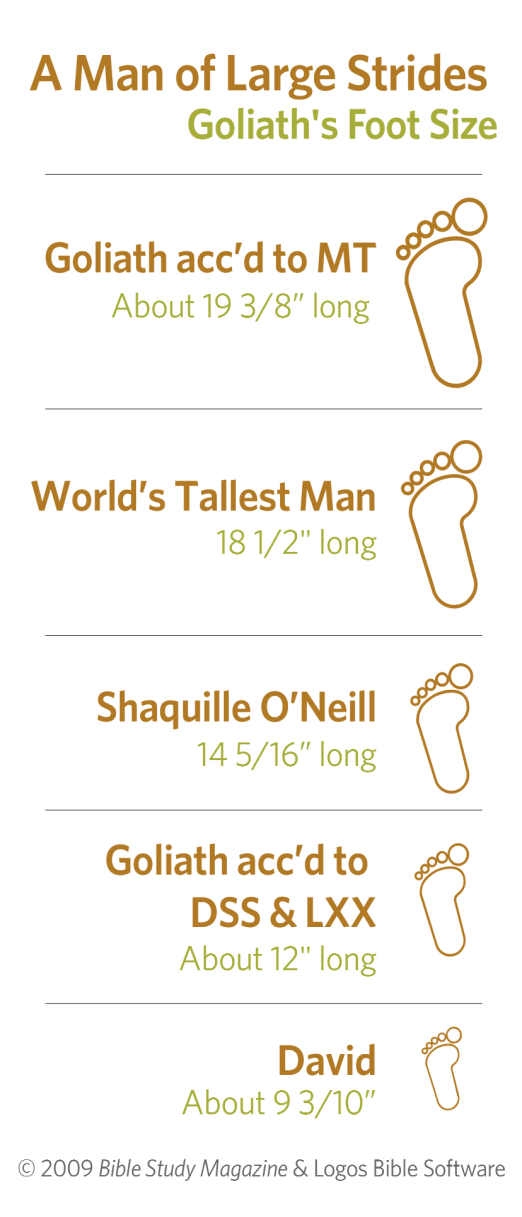 A Man of Large Strides
Goliath's Foot Size
Goliath acc’d to MT
About 19 3/8” long
World’s Tallest Man
18 1/2" long
Shaquille O’Neill
14 5/16” long
Goliath acc’d to
DSS & LXX
About 12" long
David
About 9 3/10”
© 2009 Bible Study Magazine & Logos Bible Software